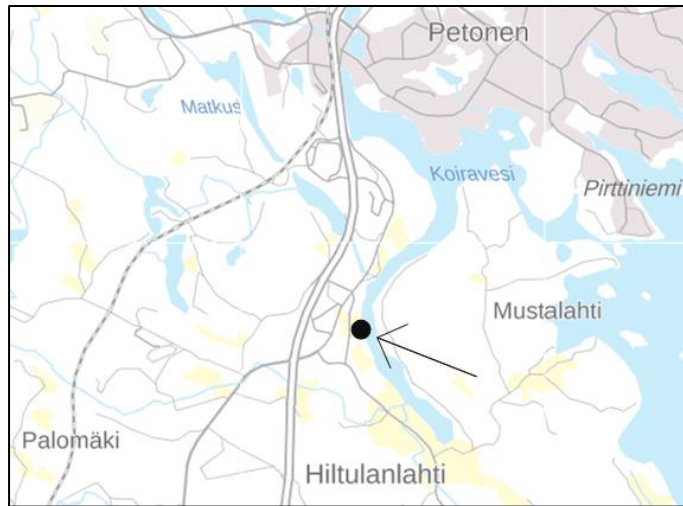 Petonen
Matkus
Koiravesi
Pirttiniemi
Mustalahti
Palomäki
Hiltulanlahti